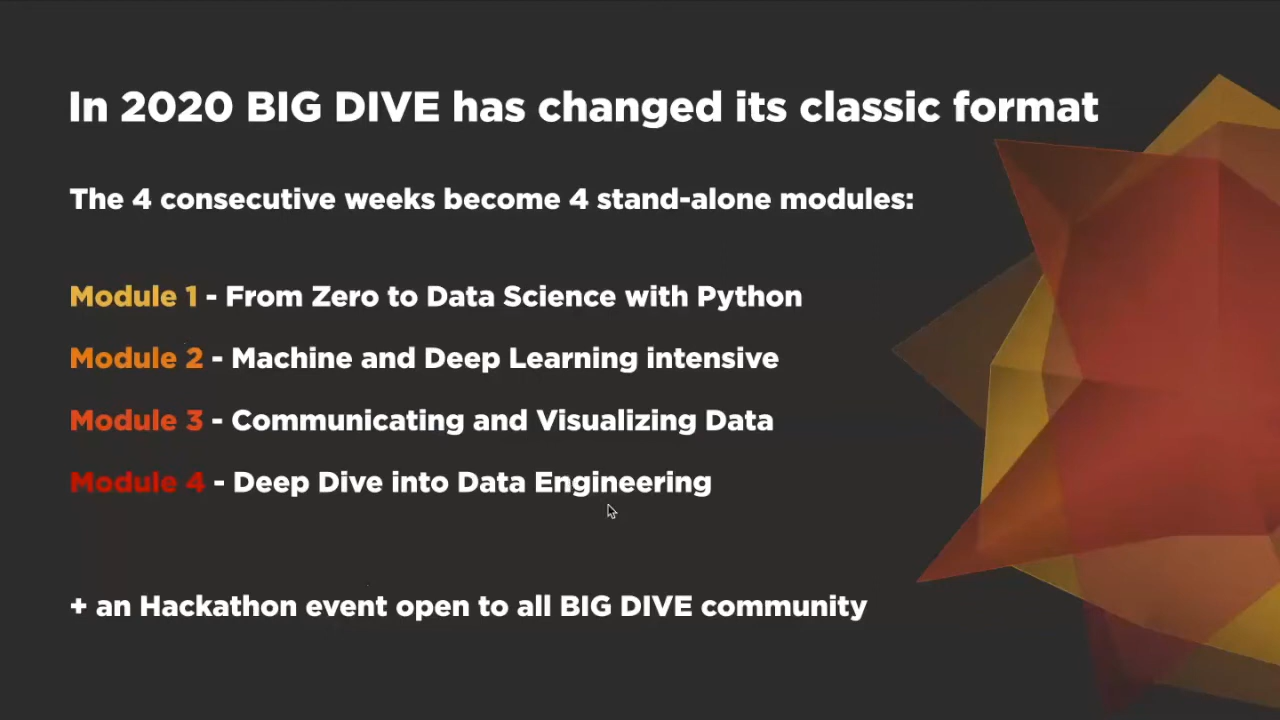 In 2020 BIG DIVE has changed its classic format
The 4 consecutive weeks become 4 stand-alone modules:
Module 1 - From Zero to Data Science with Python
Module 2 - Machine and Deep Learning intensive
Module 3 - Communicating and Visualizing Data
Module 4 - Deep Dive into Data Engineering
+ an Hackathon event open to all BIG DIVE community